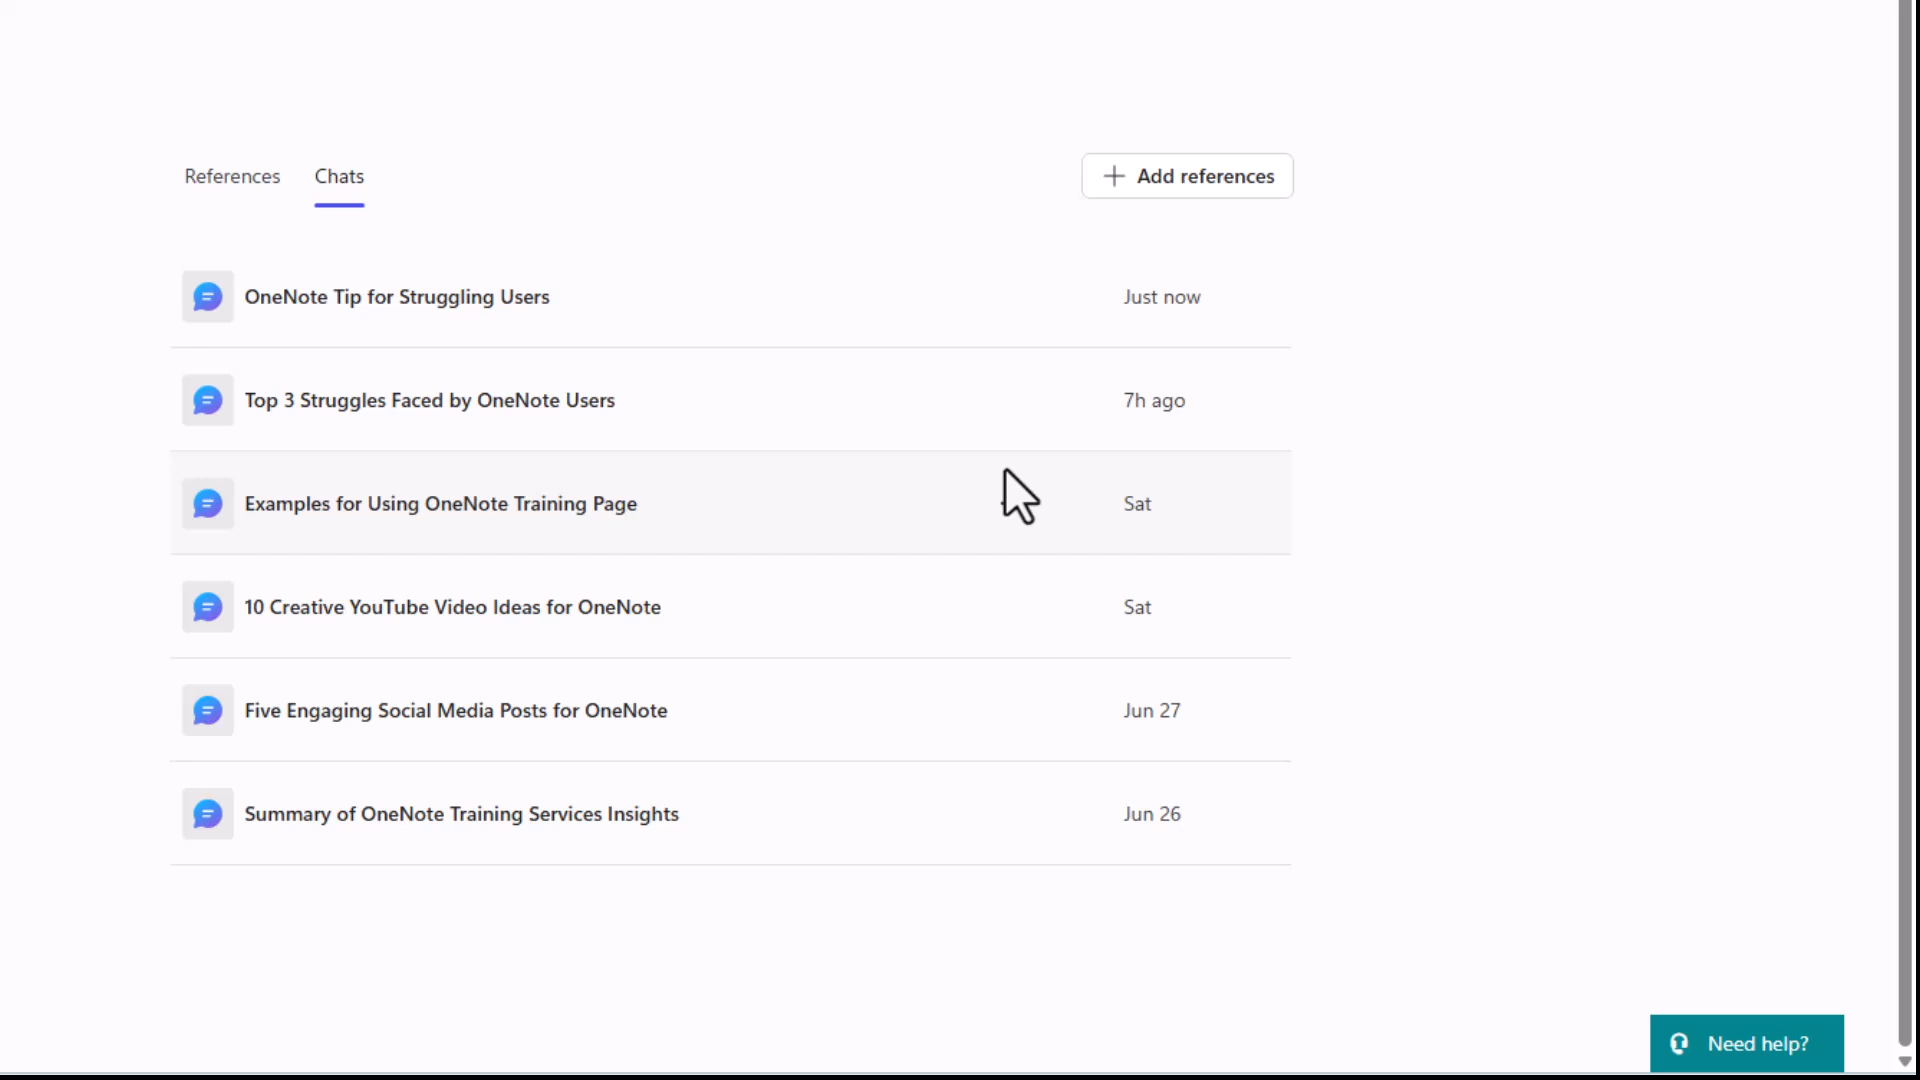 References Chats
Add references
OneNote Tip for Struggling Users Just now
Top 3 Struggles Faced by OneNote Users 7h ago
Examples for Using OneNote Training Page Sat
10 Creative YouTube Video Ideas for OneNote Sat
Five Engaging Social Media Posts for OneNote Jun 27
Summary of OneNote Training Services Insights Jun 26
Need help?